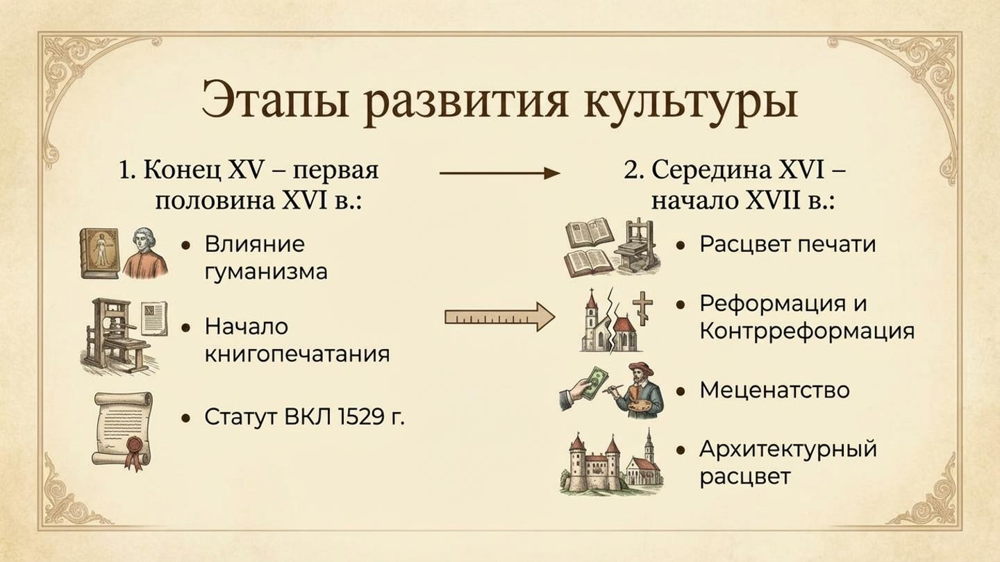 Этапы развития культуры
1. Конец XV – первая
половина XVI в.:
• Влияние
гуманизма
• Начало
книгопечатания
• Статут ВКЛ 1529 г.
2. Середина XVI –
начало XVII в.:
• Расцвет печати
• Реформация и
Контрреформация
• Меценатство
• Архитектурный
расцвет